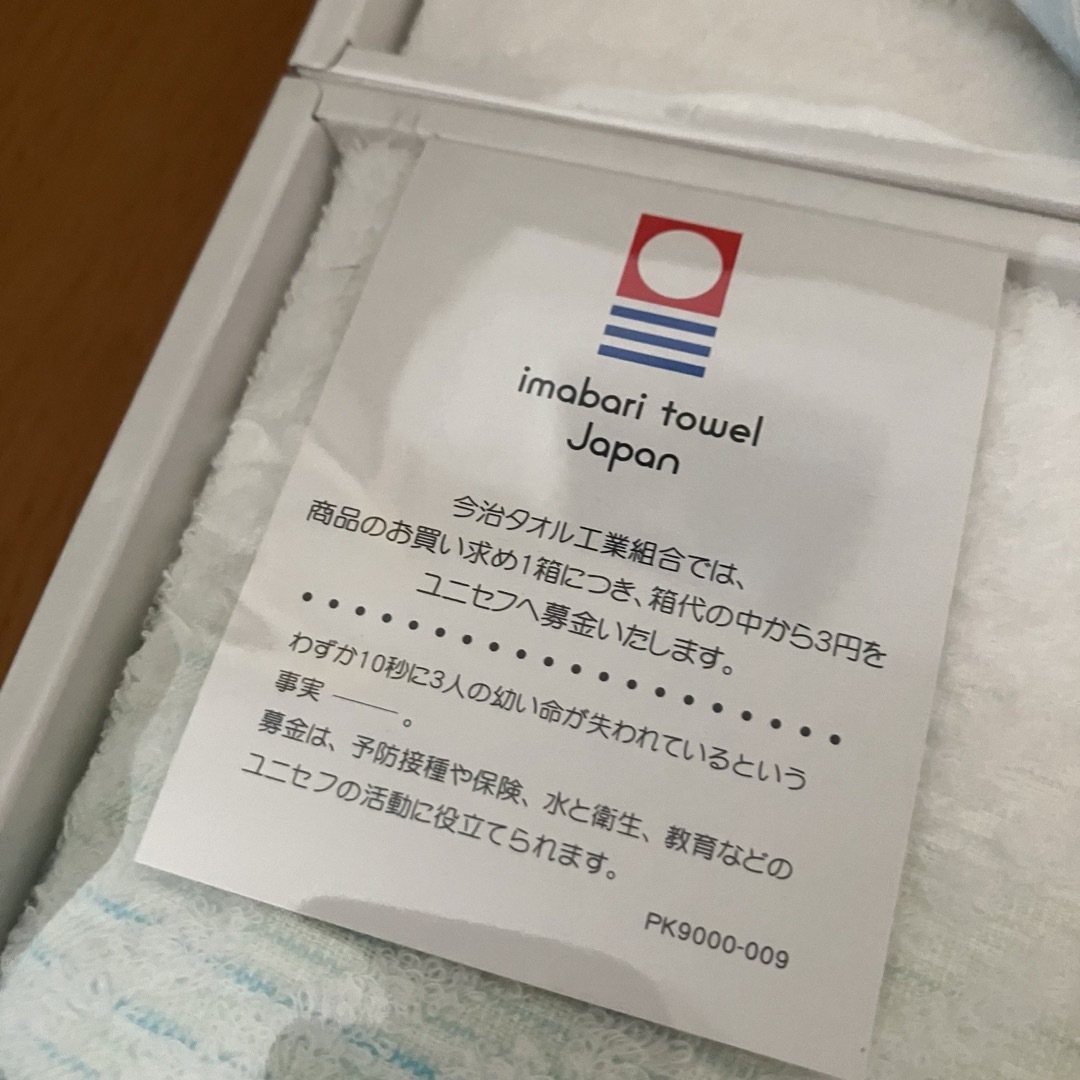 imabari towel
Japan
今治タオル工業組合では、
商品のお買い求め1箱につき、箱代の中から3円を
ユニセフへ募金いたします。
••••••••••••••••••••
わずか10秒に3人の幼い命が失われているという
事実 ―― 。
募金は、予防接種や保険、水と衛生、教育などの
ユニセフの活動に役立てられます。
PK9000-009